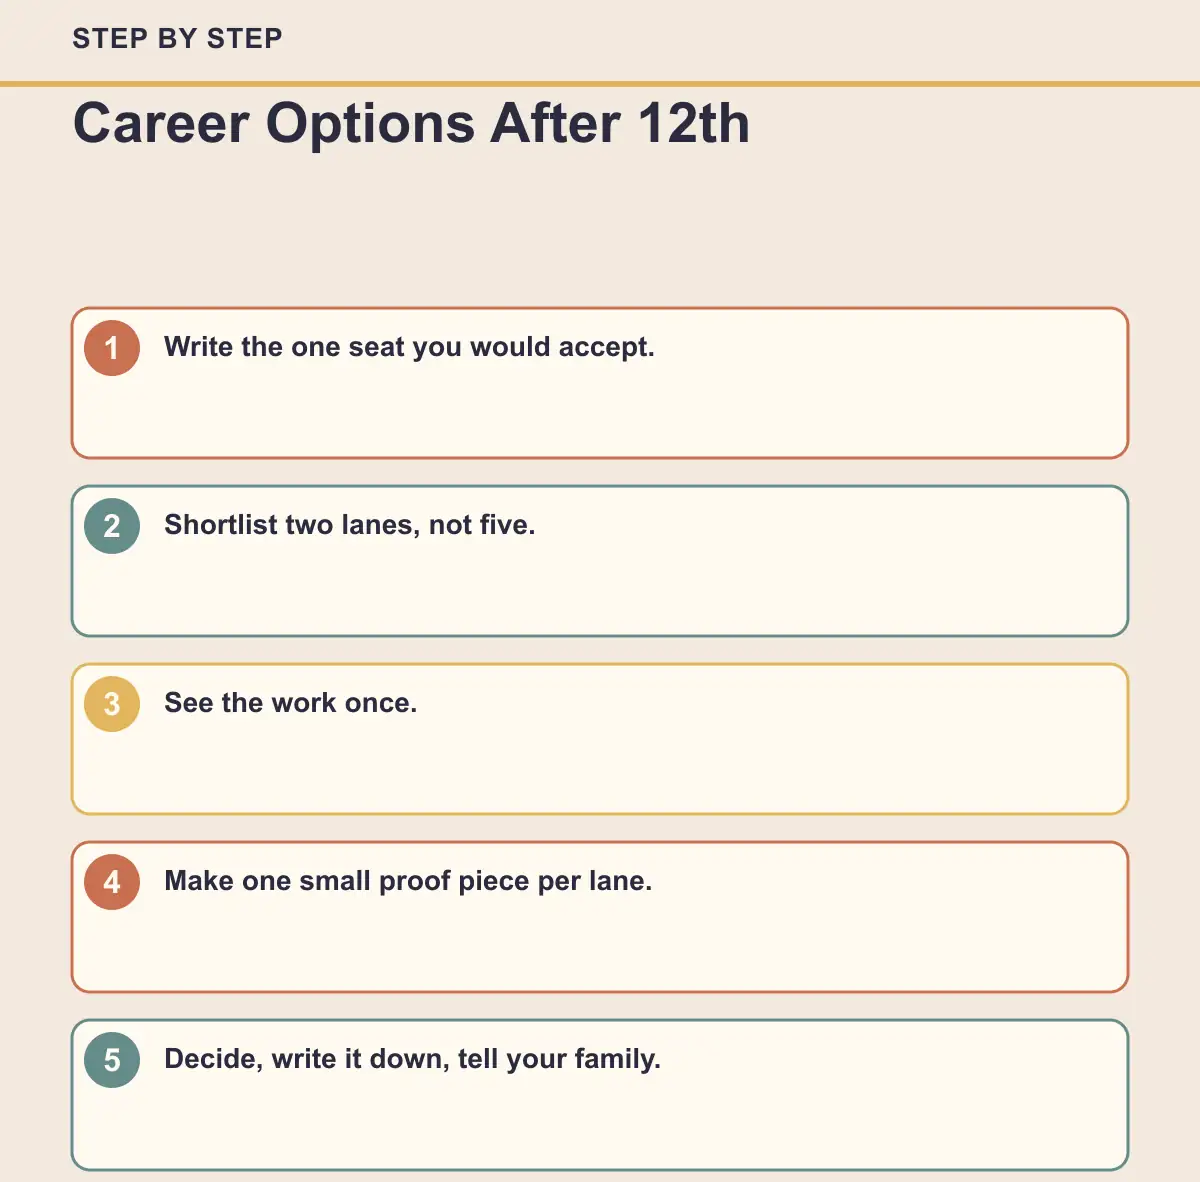 STEP BY STEP
Career Options After 12th
1
Write the one seat you would accept.
2
Shortlist two lanes, not five.
3
See the work once.
4
Make one small proof piece per lane.
5
Decide, write it down, tell your family.